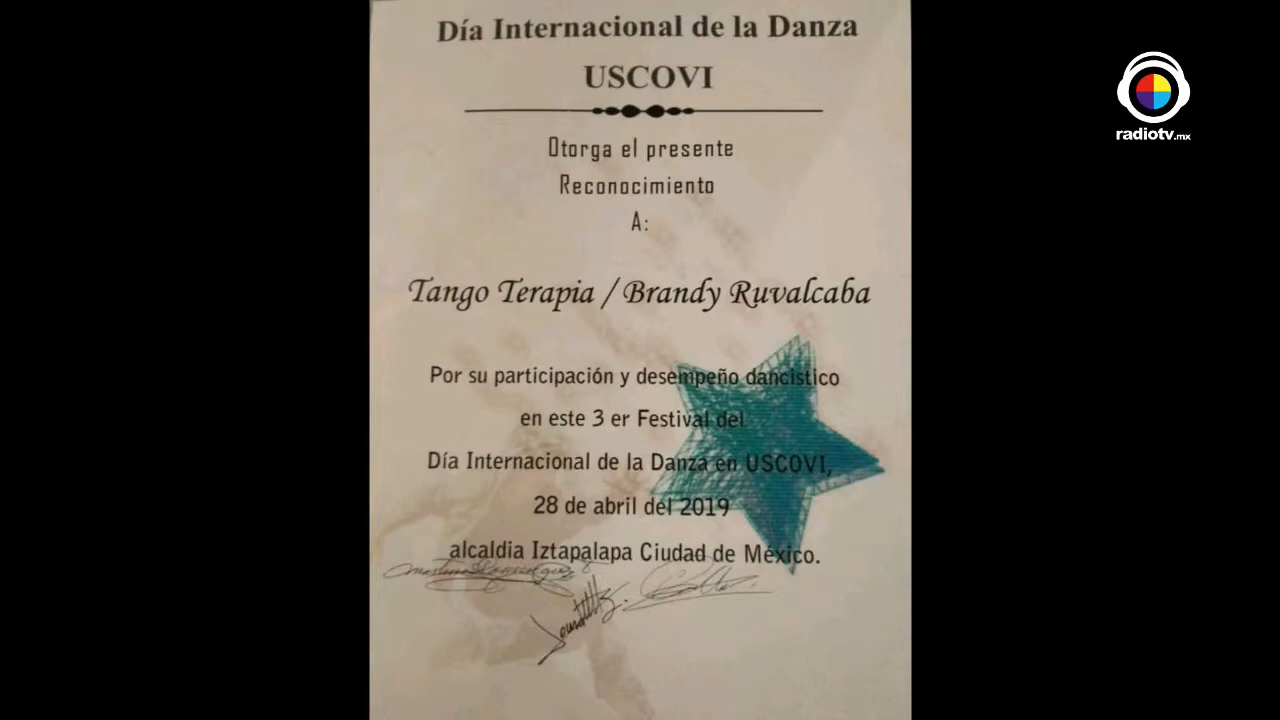 Día Internacional de la Danza
USCOVI
Otorga el presente
Reconocimiento
A:
Tango Terapia / Brandy Ruvalcaba
Por su participación y desempeño dancístico
en este 3 er Festival del
Día Internacional de la Danza en USCOVI,
28 de abril del 2019
alcaldia Iztapalapa Ciudad de México.
radiotv.mx